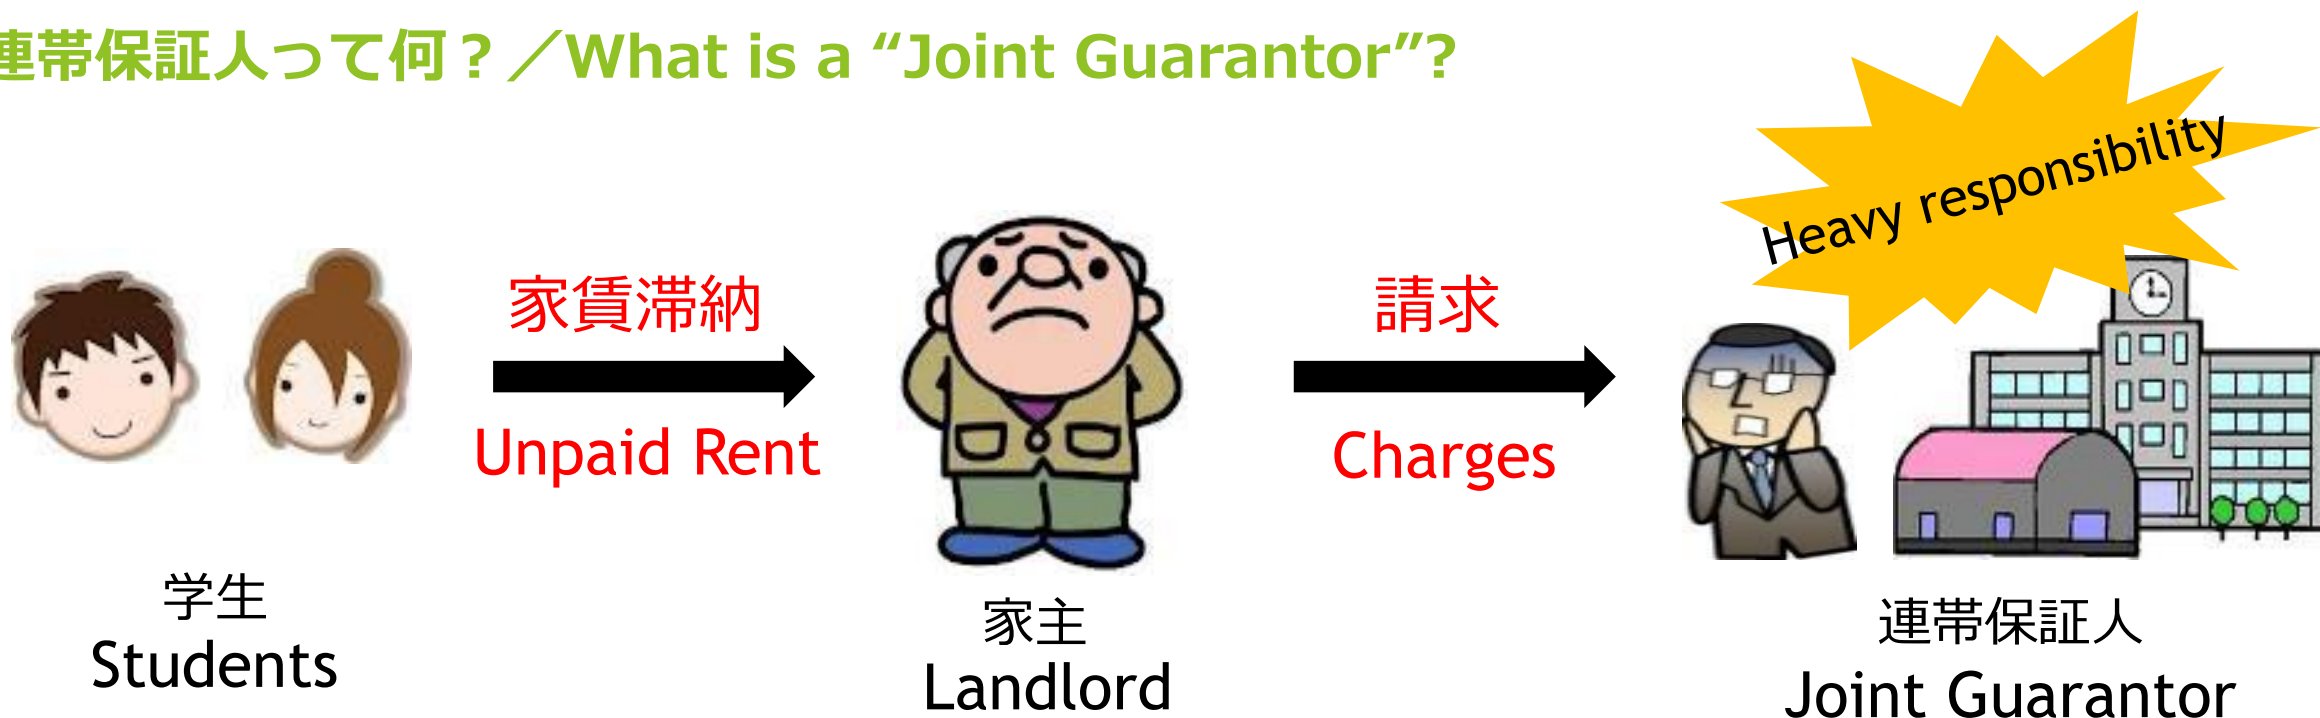 連帯保証人って何？／What is a “Joint Guarantor”?
Heavy responsibility
家賃滞納
Unpaid Rent
請求
Charges
学生
Students
家主
Landlord
連帯保証人
Joint Guarantor